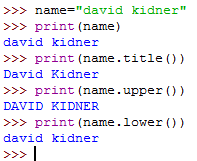 >>> name="david kidner"
>>> print(name)
david kidner
>>> print(name.title())
David Kidner
>>> print(name.upper())
DAVID KIDNER
>>> print(name.lower())
david kidner
>>>